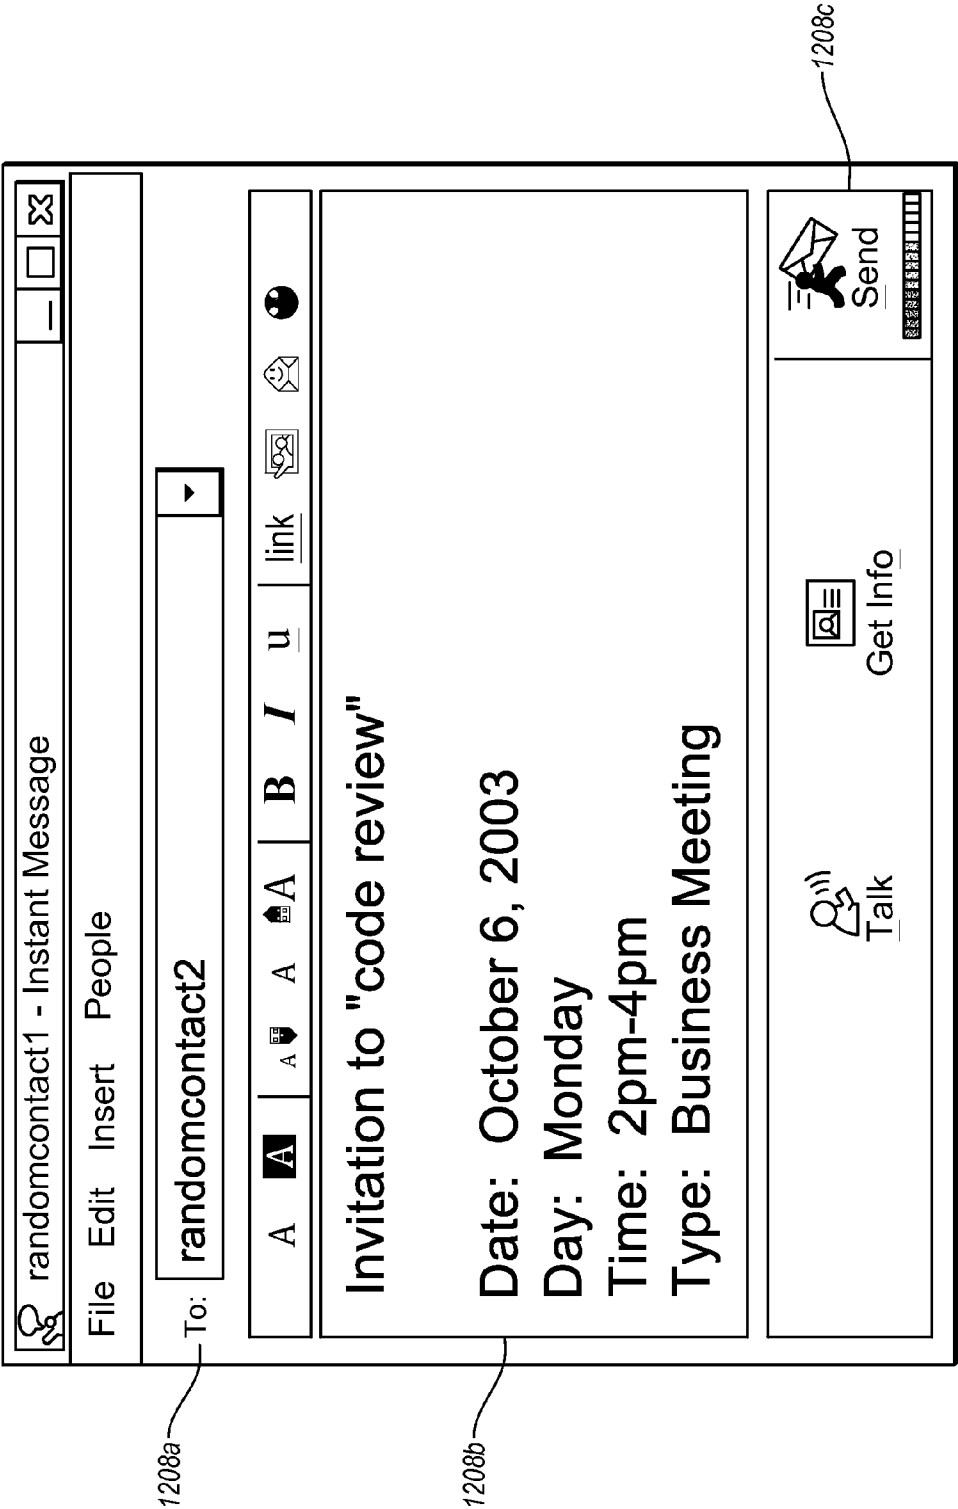 randomcontact1 - Instant Message
File Edit Insert People
To: randomcontact2
1208a
A A A A A B I u link
Invitation to "code review"
Date: October 6, 2003
Day: Monday
Time: 2pm-4pm
Type: Business Meeting
1208b
Talk Get Info Send
1208c